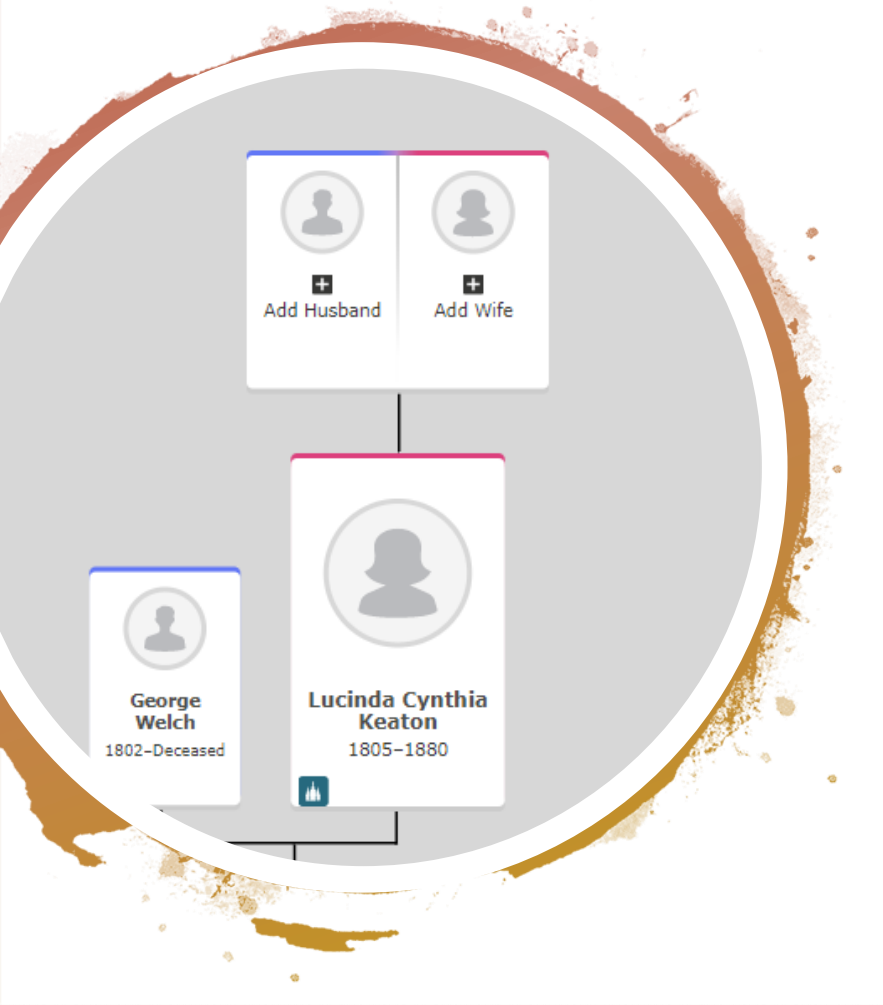 Add Husband
Add Wife
George
Welch
1802–Deceased
Lucinda Cynthia
Keaton
1805–1880